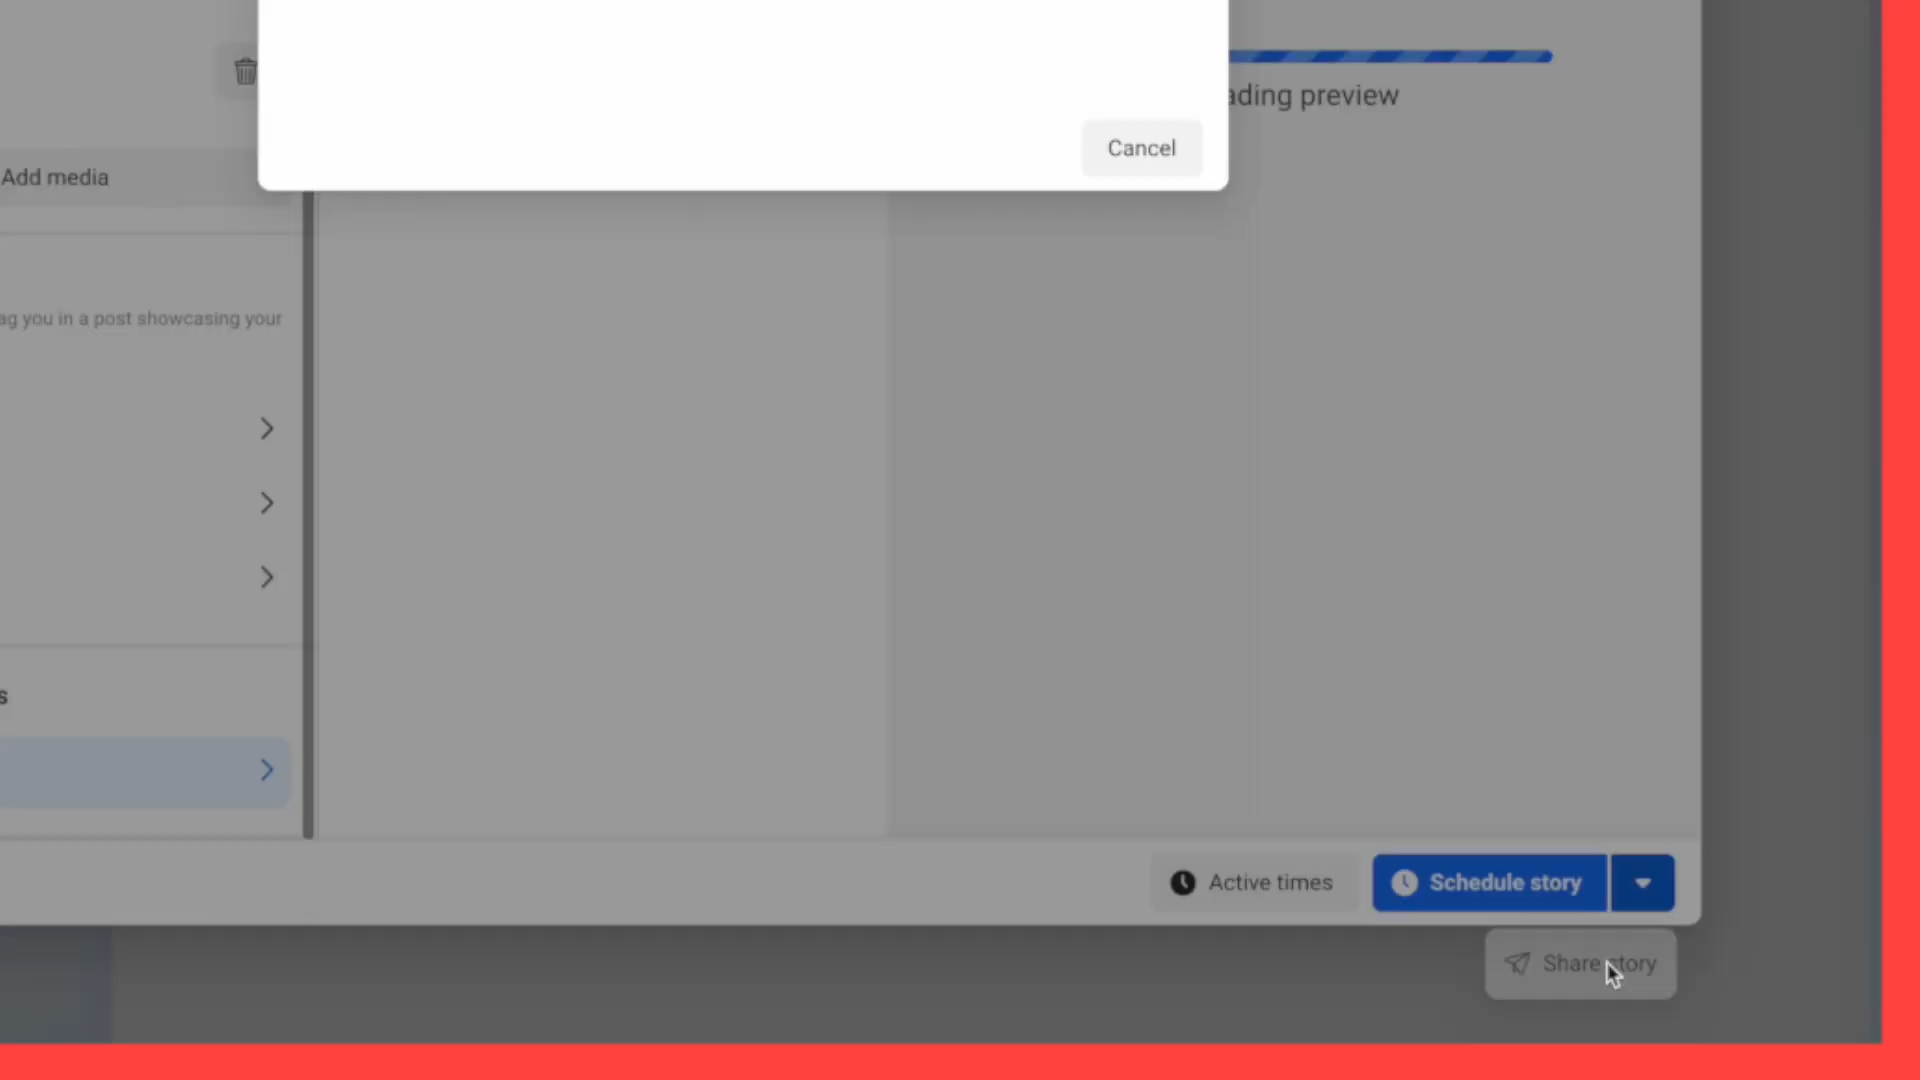 ading preview
Cancel
Add media
ag you in a post showcasing your
s
Active times
Schedule story
Share story